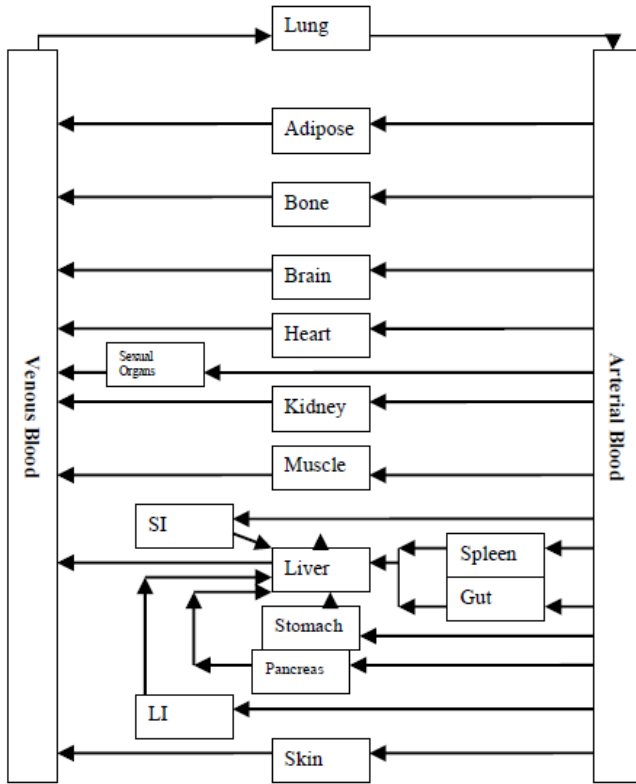 Lung
Adipose
Bone
Brain
Heart
Sexual
Organs
Kidney
Muscle
SI
Liver
Spleen
Gut
Stomach
Pancreas
LI
Skin
Venous Blood
Arterial Blood